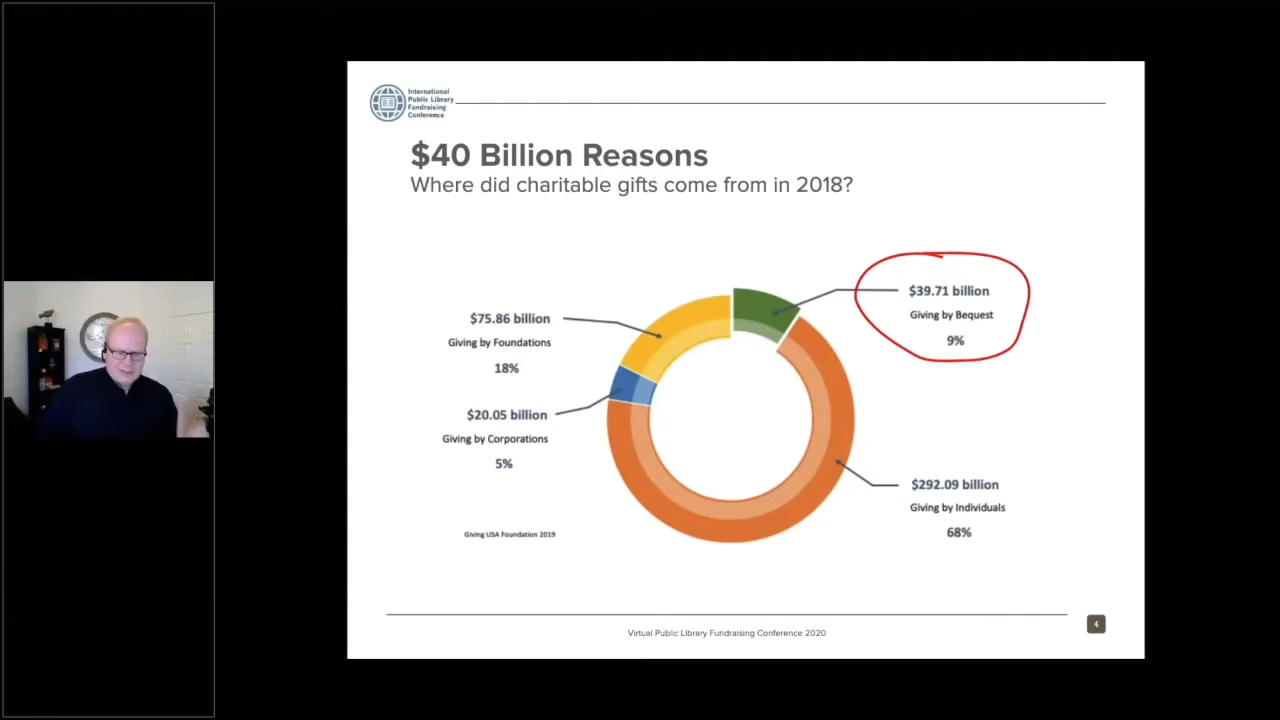 International
Public Library
Fundraising
Conference
$40 Billion Reasons
Where did charitable gifts come from in 2018?
$39.71 billion
Giving by Bequest
9%
$75.86 billion
Giving by Foundations
18%
$20.05 billion
Giving by Corporations
5%
$292.09 billion
Giving by Individuals
68%
Giving USA Foundation 2019
Virtual Public Library Fundraising Conference 2020
4